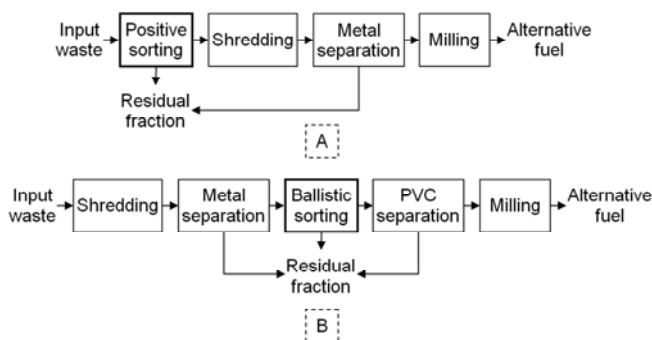 Input waste
Positive sorting
Shredding
Metal separation
Milling
Alternative fuel
Residual fraction
A
Input waste
Shredding
Metal separation
Ballistic sorting
PVC separation
Milling
Alternative fuel
Residual fraction
B